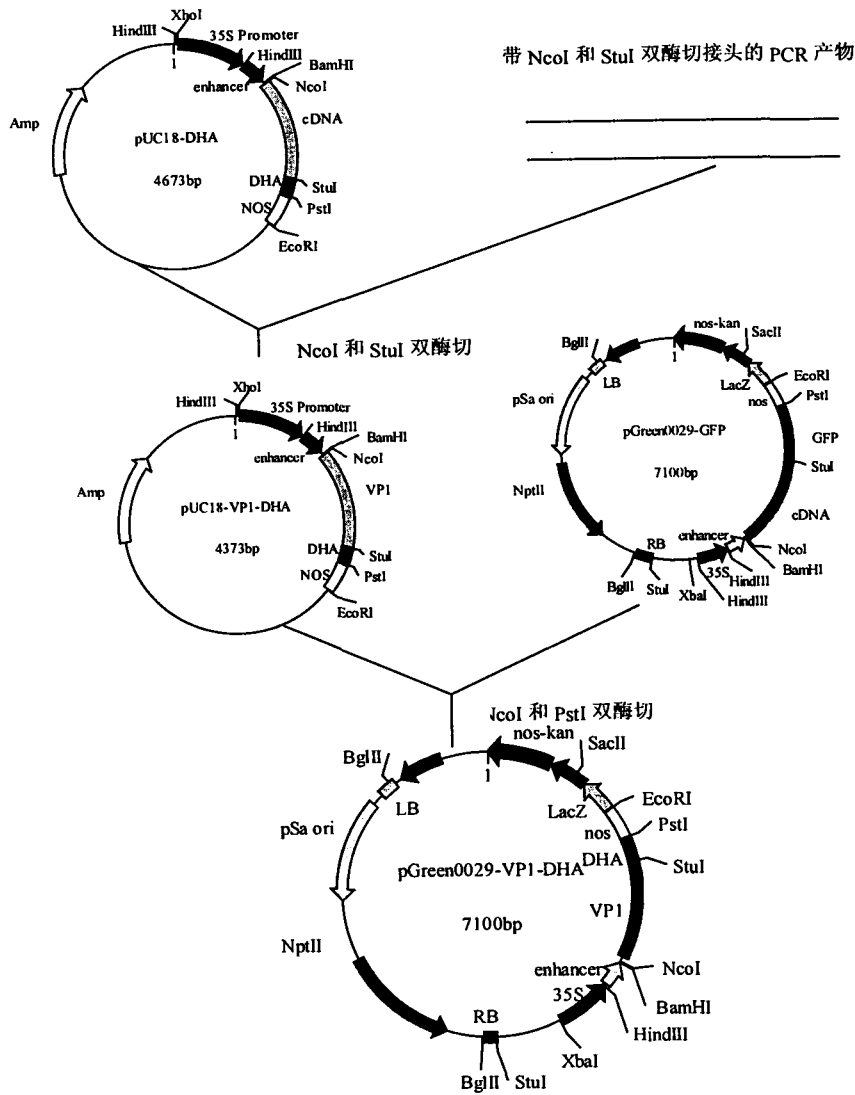 XhoI
HindIII
35S Promoter
HindIII
1
BamHI
enhancer
NcoI
Amp
cDNA
pUC18-DHA
4673bp
DHA
StuI
NOS
PstI
EcoRI
带 NcoI 和 StuI 双酶切接头的 PCR 产物
NcoI 和 StuI 双酶切
XhoI
HindIII
35S Promoter
HindIII
1
BamHI
enhancer
NcoI
Amp
VP1
pUC18-VP1-DHA
4373bp
DHA
StuI
NOS
PstI
EcoRI
nos-kan
BglII
SacII
1
LB
LacZ
EcoRI
pSa ori
nos
PstI
pGreen0029-GFP
GFP
7100bp
StuI
NptII
cDNA
enhancer
NcoI
RB
BamHI
35S
HindIII
BglII
StuI
XbaI
HindIII
NcoI 和 PstI 双酶切
nos-kan
BglII
SacII
1
LB
LacZ
EcoRI
pSa ori
nos
PstI
DHA
StuI
pGreen0029-VP1-DHA
VP1
7100bp
NptII
enhancer
NcoI
35S
BamHI
RB
HindIII
XbaI
BglII
StuI